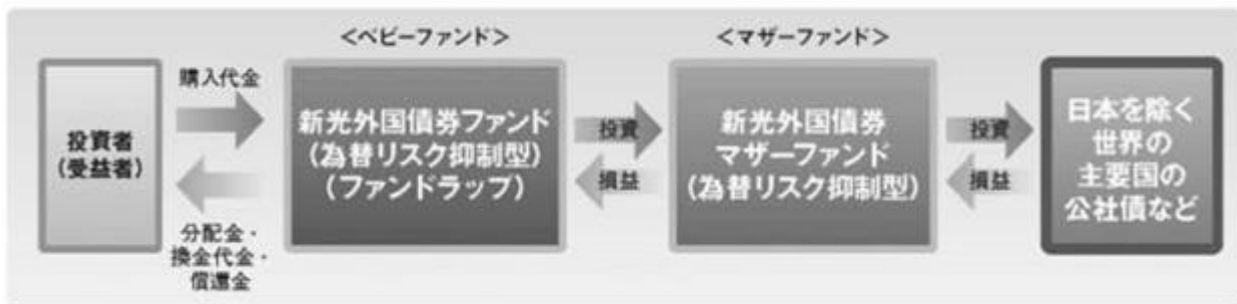 <ベビーファンド>
<マザーファンド>
投資者
(受益者)
購入代金
分配金・
換金代金・
償還金
新光外国債券ファンド
(為替リスク抑制型)
(ファンドラップ)
投資
損益
新光外国債券
マザーファンド
(為替リスク抑制型)
投資
損益
日本を除く
世界の
主要国の
公社債など